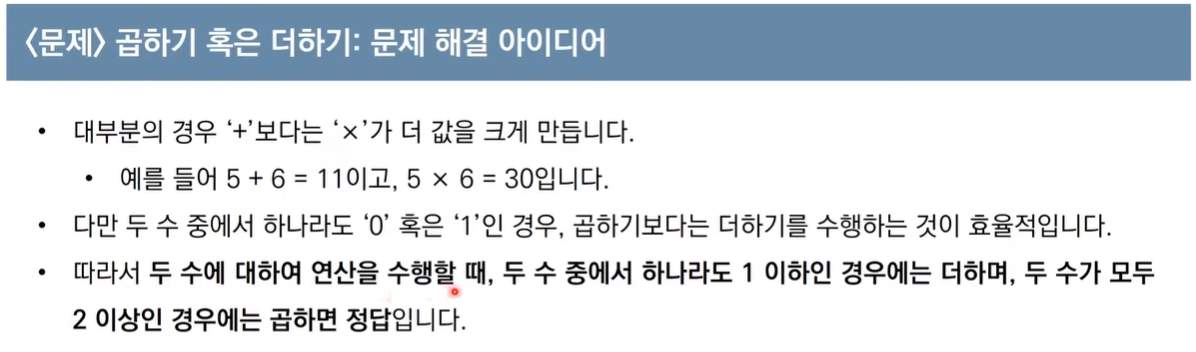 <문제> 곱하기 혹은 더하기: 문제 해결 아이디어
• 대부분의 경우 ‘+’보다는 ‘×’가 더 값을 크게 만듭니다.
• 예를 들어 5 + 6 = 11이고, 5 × 6 = 30입니다.
• 다만 두 수 중에서 하나라도 ‘0’ 혹은 ‘1’인 경우, 곱하기보다는 더하기를 수행하는 것이 효율적입니다.
• 따라서 두 수에 대하여 연산을 수행할 때, 두 수 중에서 하나라도 1 이하인 경우에는 더하며, 두 수가 모두
2 이상인 경우에는 곱하면 정답입니다.